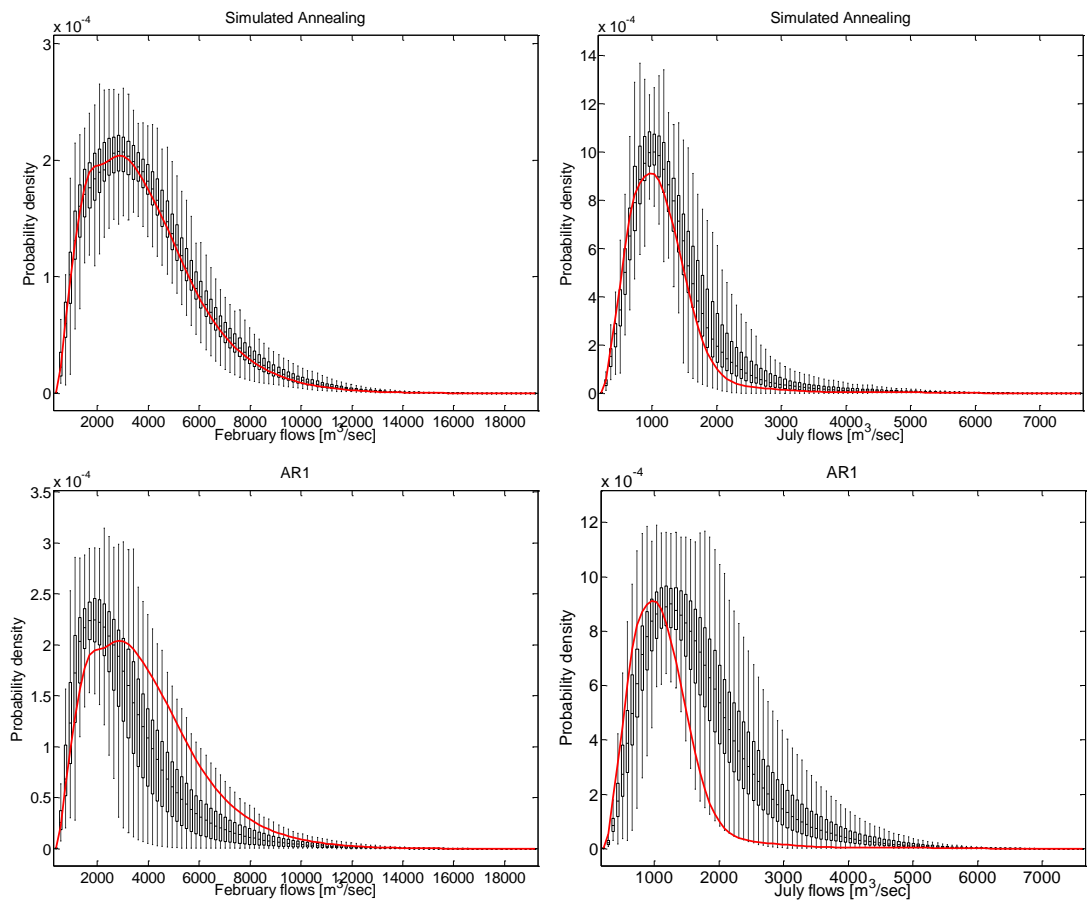 Simulated Annealing
x 10^-4
Probability density
3
2
1
0
2000 4000 6000 8000 10000 12000 14000 16000 18000
February flows [m^3/sec]
Simulated Annealing
x 10^-4
Probability density
14
12
10
8
6
4
2
0
1000 2000 3000 4000 5000 6000 7000
July flows [m^3/sec]
AR1
x 10^-4
Probability density
3.5
3
2.5
2
1.5
1
0.5
0
2000 4000 6000 8000 10000 12000 14000 16000 18000
February flows [m^3/sec]
AR1
x 10^-4
Probability density
12
10
8
6
4
2
0
1000 2000 3000 4000 5000 6000 7000
July flows [m^3/sec]